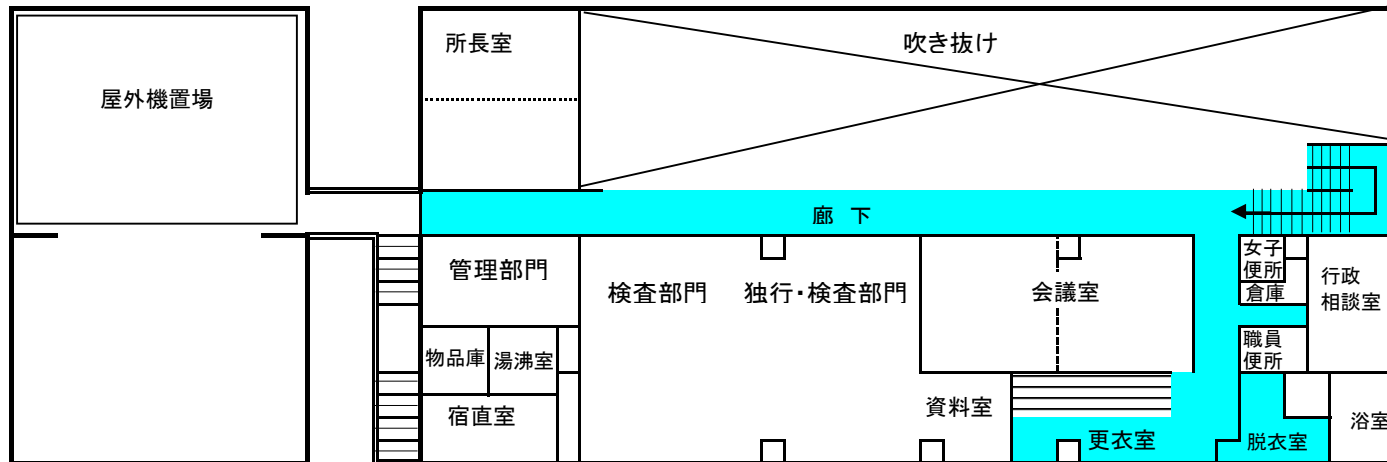 所長室
吹き抜け
屋外機置場
廊 下
管理部門
検査部門
独行・検査部門
会議室
女子
便所
倉庫
行政
相談室
物品庫
湯沸室
職員
便所
宿直室
資料室
更衣室
脱衣室
浴室